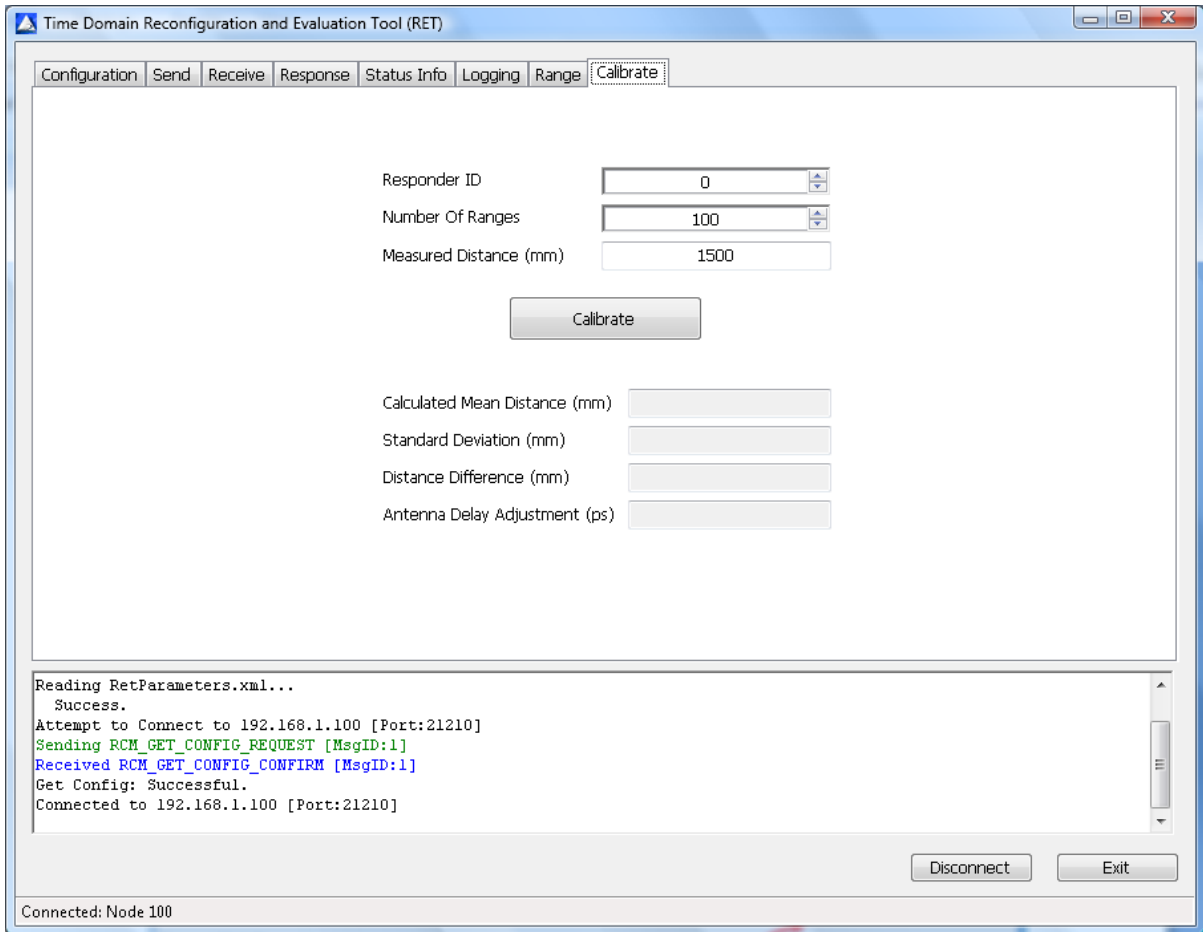 Time Domain Reconfiguration and Evaluation Tool (RET)
Configuration Send Receive Response Status Info Logging Range Calibrate
Responder ID 0
Number Of Ranges 100
Measured Distance (mm) 1500
Calibrate
Calculated Mean Distance (mm)
Standard Deviation (mm)
Distance Difference (mm)
Antenna Delay Adjustment (ps)
Reading RetParameters.xml...
Success.
Attempt to Connect to 192.168.1.100 [Port:21210]
Sending RCM_GET_CONFIG_REQUEST [MsgID:1]
Received RCM_GET_CONFIG_CONFIRM [MsgID:1]
Get Config: Successful.
Connected to 192.168.1.100 [Port:21210]
Disconnect Exit
Connected: Node 100